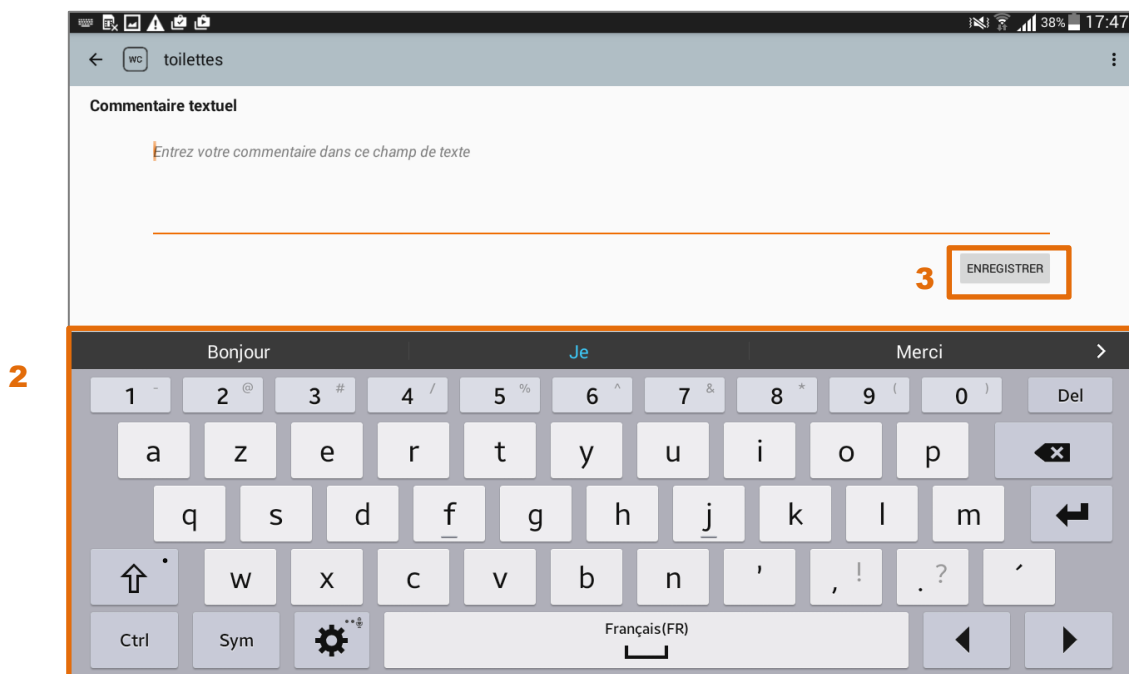 38% 17:47
WC toilettes
Commentaire textuel
Entrez votre commentaire dans ce champ de texte
3 ENREGISTRER
2
Bonjour Je Merci >
1 - 2 @ 3 # 4 / 5 % 6 ^ 7 & 8 * 9 ( 0 ) Del
a z e r t y u i o p
q s d f g h j k l m
w x c v b n ' , ! . ? ´
Ctrl Sym Français(FR)